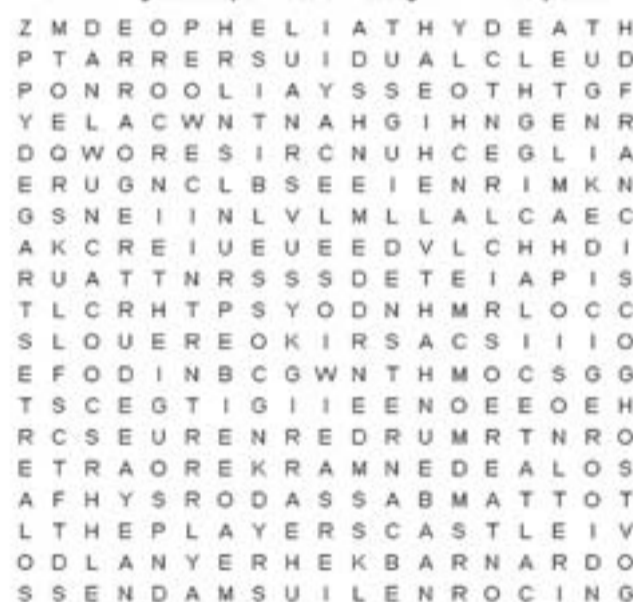 Z M D E O P H E L I A T H Y D E A T H
P T A R R E R S U I D U A L C L E U D
P O N R O O L I A Y S S E O T H T G F
Y E L A C W N T N A H G I H N G E N R
D Q W O R E S I R C N U H C E G L I A
E R U G N C L B S E E I E N R I M K N
G S N E I I N L V L M L L A L C A E C
A K C R E I U E U E E D V L C H H D I
R U A T T N R S S S D E T E I A P I S
T L C R H T P S Y O D N H M R L O C C
S L O U E R E O K I R S A C S I I I O
E F O D I N B C G W N T H M O C S G G
T S C E G T I G I I E E N O E E O E H
R C S E U R E N R E D R U M R T N R O
E T R A O R E K R A M N E D E A L O S
A F H Y S R O D A S S A B M A T T O T
L T H E P L A Y E R S C A S T L E I V
O D L A N Y E R H E K B A R N A R D O
S S E N D A M S U I L E N R O C I N G